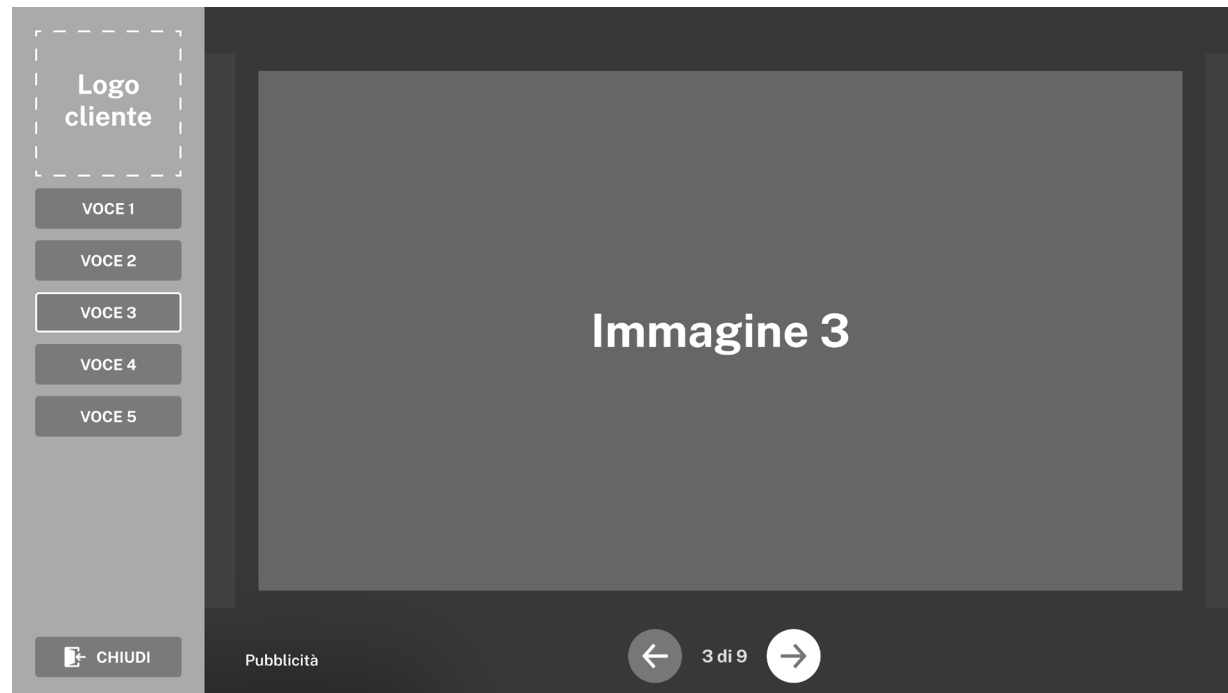 Logo
cliente
VOCE 1
VOCE 2
VOCE 3
VOCE 4
VOCE 5
CHIUDI
Immagine 3
Pubblicità
3 di 9